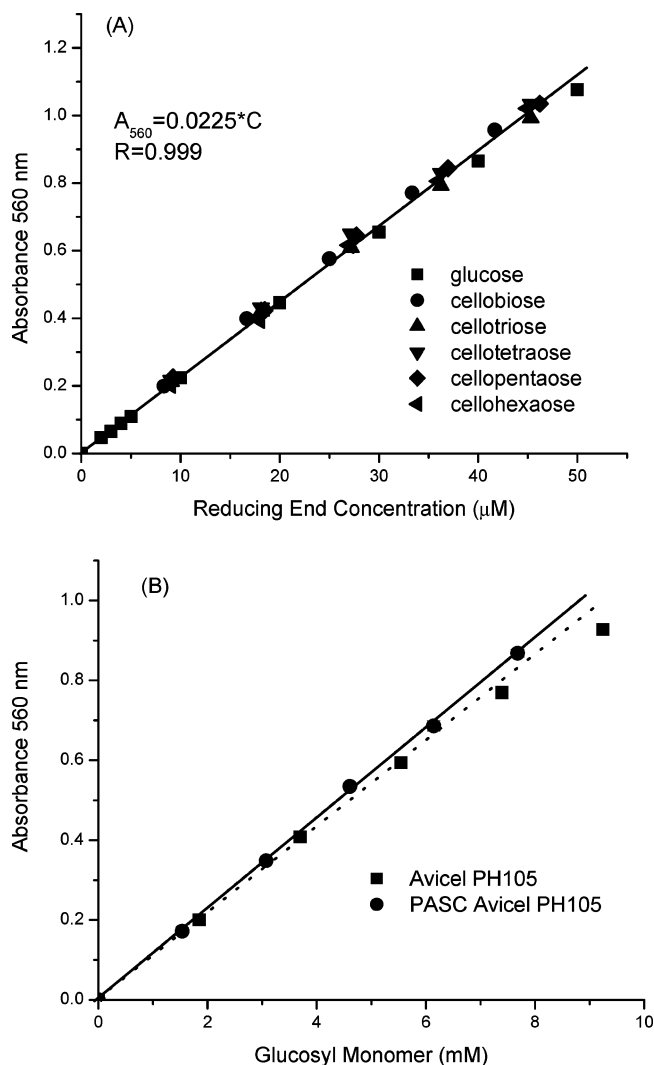 (A)
1.2
1.0
0.8
0.6
0.4
0.2
0.0
Absorbance 560 nm
A₅₆₀=0.0225*C
R=0.999
glucose
cellobiose
cellotriose
cellotetraose
cellopentaose
cellohexaose
0 10 20 30 40 50
Reducing End Concentration (μM)
(B)
1.0
0.8
0.6
0.4
0.2
0.0
Absorbance 560 nm
Avicel PH105
PASC Avicel PH105
0 2 4 6 8 10
Glucosyl Monomer (mM)